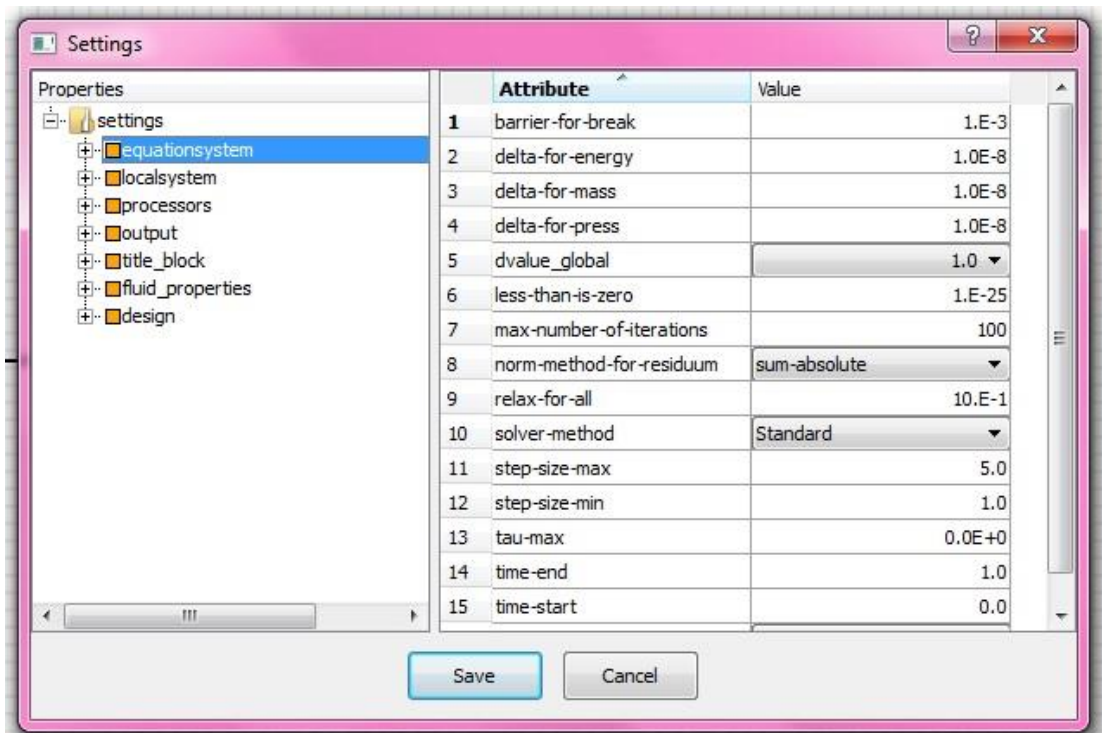 Settings
Properties
settings
equationsystem
localsystem
processors
output
title_block
fluid_properties
design
Attribute Value
1 barrier-for-break 1.E-3
2 delta-for-energy 1.0E-8
3 delta-for-mass 1.0E-8
4 delta-for-press 1.0E-8
5 dvalue_global 1.0
6 less-than-is-zero 1.E-25
7 max-number-of-iterations 100
8 norm-method-for-residuum sum-absolute
9 relax-for-all 10.E-1
10 solver-method Standard
11 step-size-max 5.0
12 step-size-min 1.0
13 tau-max 0.0E+0
14 time-end 1.0
15 time-start 0.0
Save Cancel